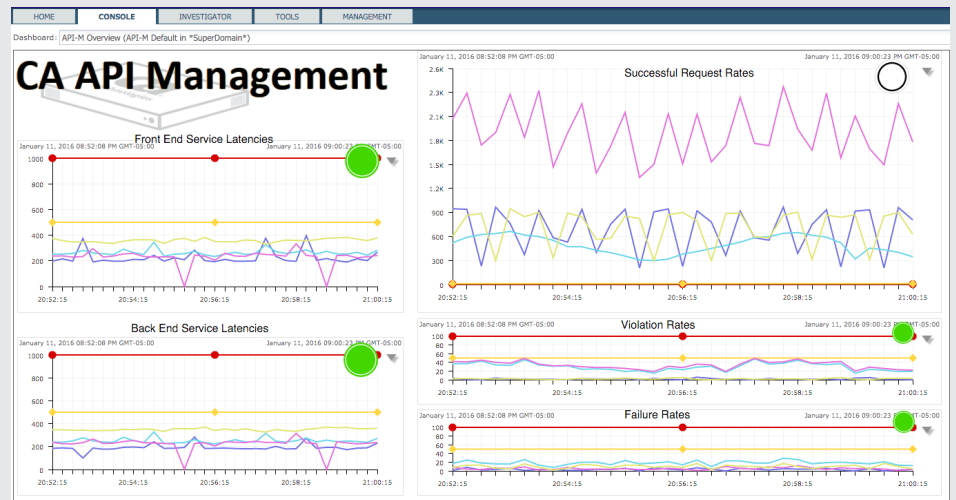 HOME CONSOLE INVESTIGATOR TOOLS MANAGEMENT
Dashboard: API-M Overview (API-M Default in *SuperDomain*)
CA API Management
Front End Service Latencies
January 11, 2016 08:52:08 PM GMT-05:00 January 11, 2016 09:00:23 GMT-05:00
1000
800
600
400
200
0
20:52:15 20:54:15 20:56:15 20:58:15 21:00:15
Back End Service Latencies
January 11, 2016 08:52:08 PM GMT-05:00 January 11, 2016 09:00:23 GMT-05:00
1000
800
600
400
200
0
20:52:15 20:54:15 20:56:15 20:58:15 21:00:15
January 11, 2016 08:52:08 PM GMT-05:00 January 11, 2016 09:00:23 PM GMT-05:00
Successful Request Rates
2.6K
2.3K
2.1K
1.8K
1.5K
1.2K
900
600
300
0
20:52:15 20:54:15 20:56:15 20:58:15 21:00:15
Violation Rates
January 11, 2016 08:52:08 PM GMT-05:00 January 11, 2016 09:00:23 GMT-05:00
100
80
60
40
20
0
20:52:15 20:54:15 20:56:15 20:58:15 21:00:15
Failure Rates
January 11, 2016 08:52:08 PM GMT-05:00 January 11, 2016 09:00:23 GMT-05:00
100
80
60
40
20
0
20:52:15 20:54:15 20:56:15 20:58:15 21:00:15